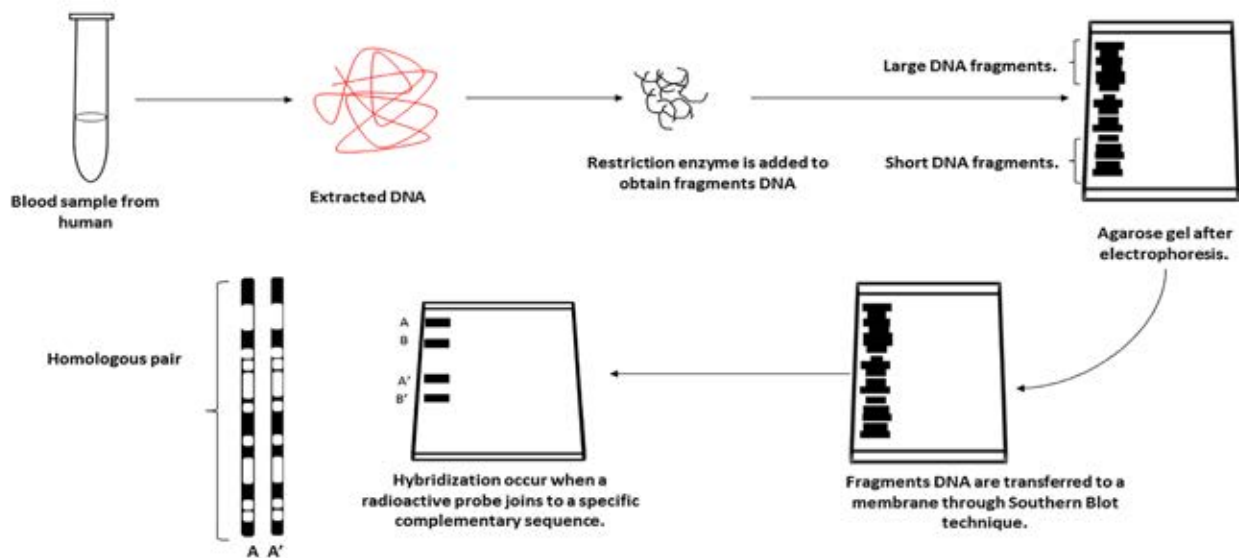 Blood sample from
human
Extracted DNA
Restriction enzyme is added to
obtain fragments DNA
Large DNA fragments.
Short DNA fragments.
Agarose gel after
electrophoresis.
Homologous pair
A A'
A
B
A'
B'
Hybridization occur when a
radioactive probe joins to a specific
complementary sequence.
Fragments DNA are transferred to a
membrane through Southern Blot
technique.